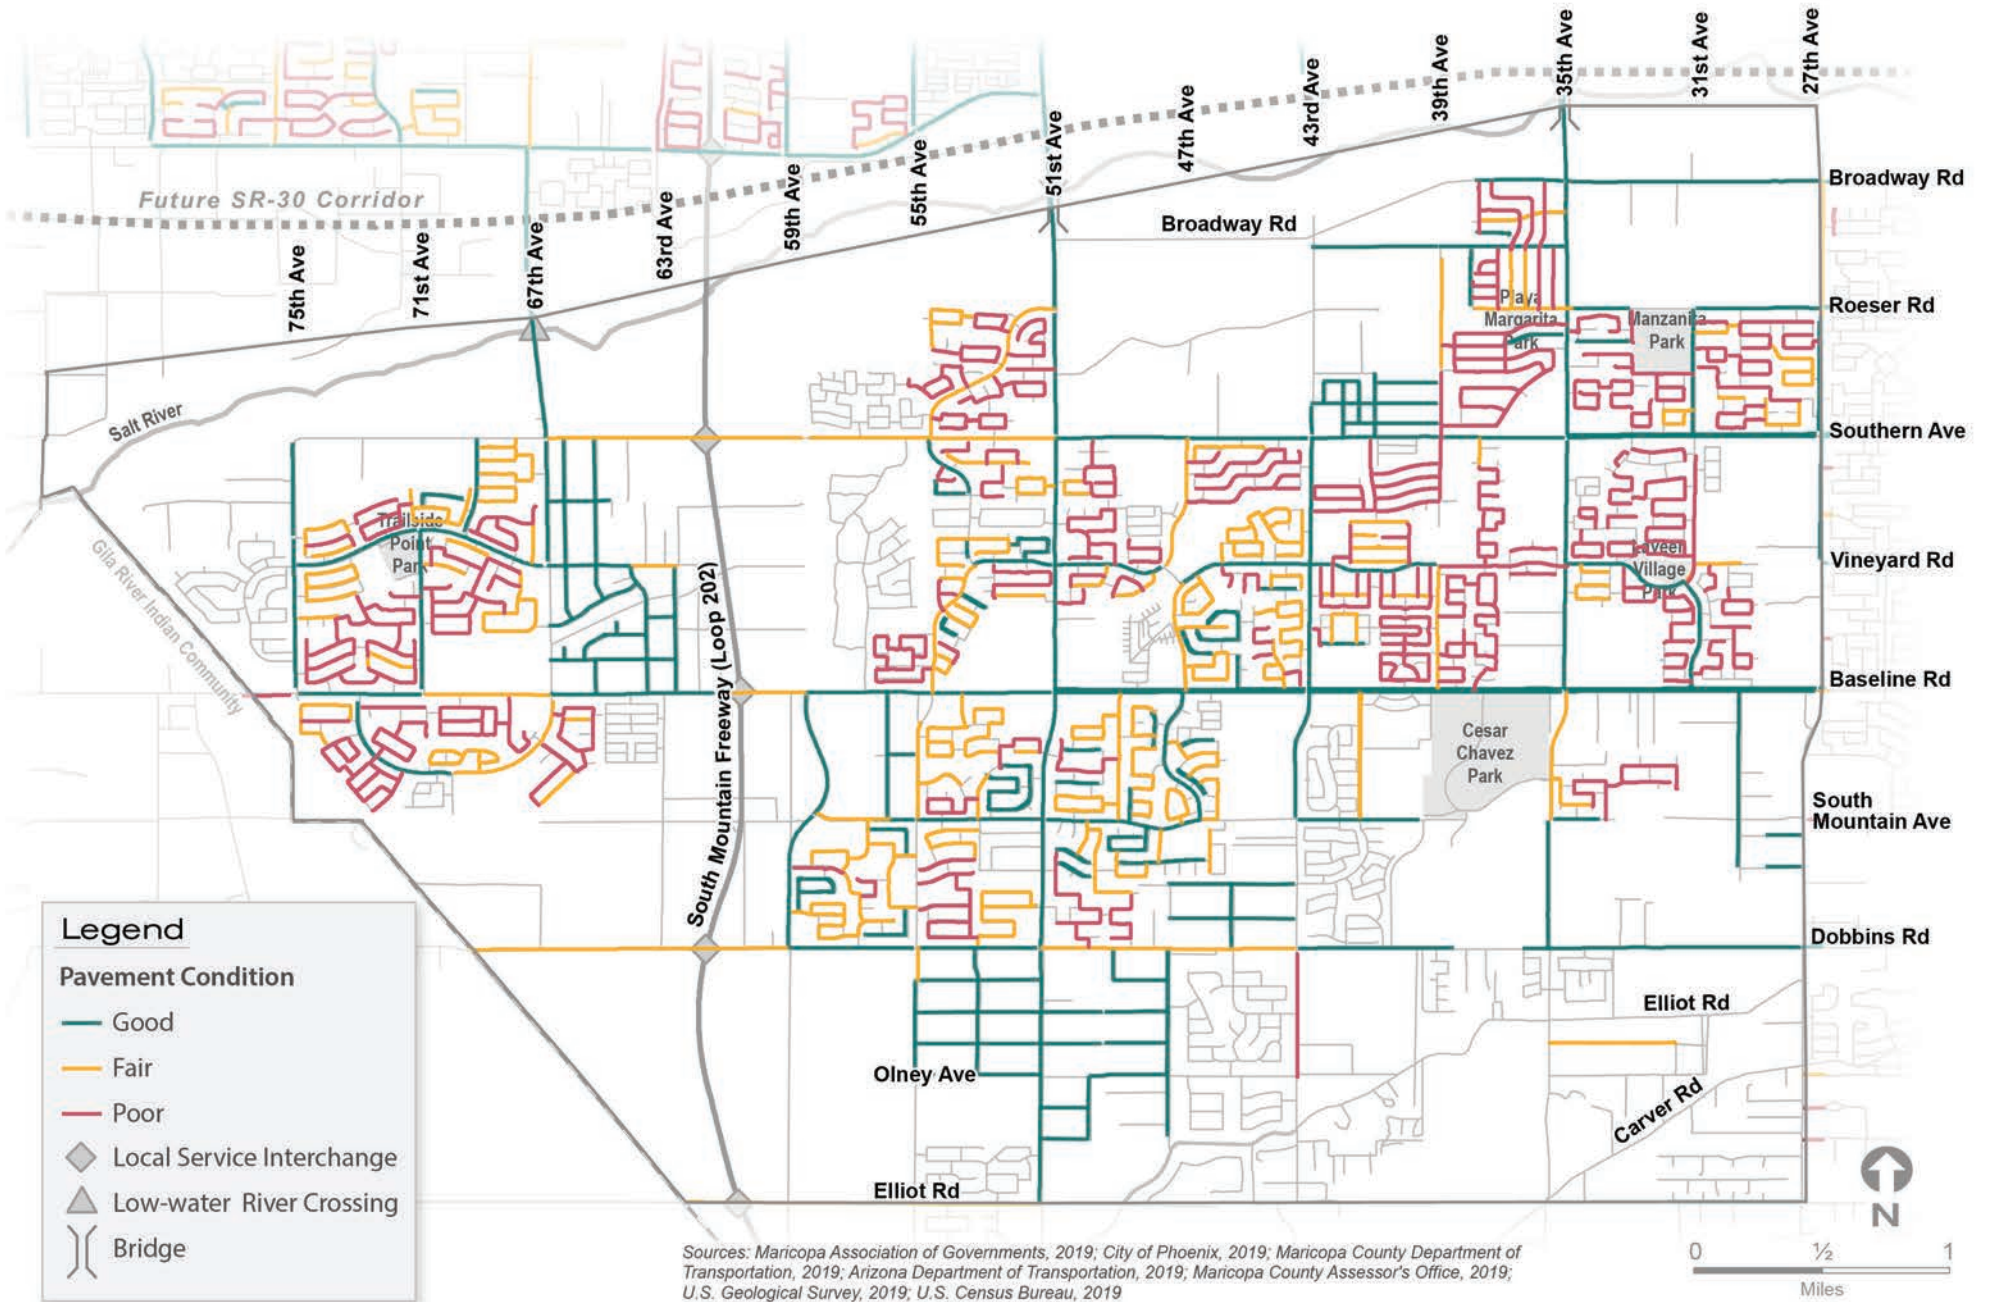 35th Ave
31st Ave
27th Ave
39th Ave
43rd Ave
47th Ave
51st Ave
55th Ave
59th Ave
63rd Ave
67th Ave
71st Ave
75th Ave
Future SR-30 Corridor
Broadway Rd
Broadway Rd
Roeser Rd
Playa
Margarita
Park
Manzanita
Park
Salt River
Southern Ave
Trailside
Point
Park
Gila River Indian Community
South Mountain Freeway (Loop 202)
Laveen
Village
Park
Vineyard Rd
Baseline Rd
Cesar
Chavez
Park
South
Mountain Ave
Dobbins Rd
Elliot Rd
Olney Ave
Carver Rd
Elliot Rd
Legend
Pavement Condition
Good
Fair
Poor
Local Service Interchange
Low-water River Crossing
Bridge
N
0 ½ 1
Miles
Sources: Maricopa Association of Governments, 2019; City of Phoenix, 2019; Maricopa County Department of
Transportation, 2019; Arizona Department of Transportation, 2019; Maricopa County Assessor's Office, 2019;
U.S. Geological Survey, 2019; U.S. Census Bureau, 2019